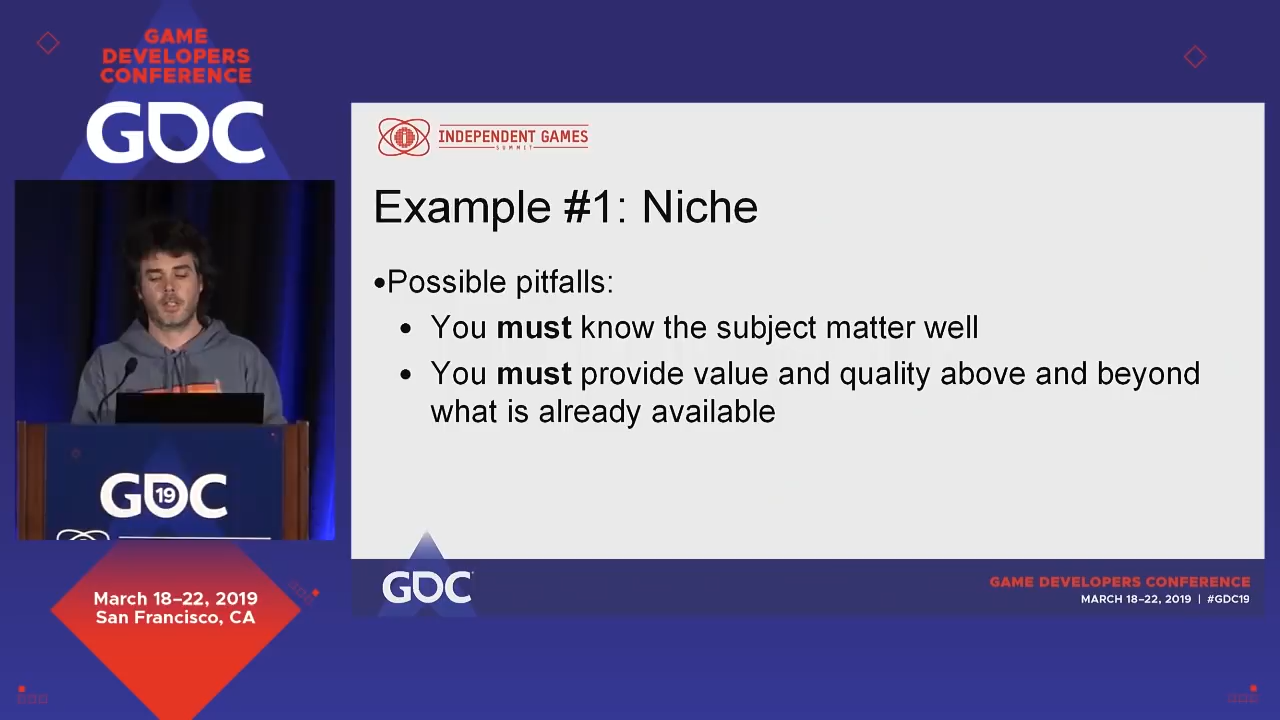 GAME
DEVELOPERS
CONFERENCE
GDC
INDEPENDENT GAMES
SUMMIT
Example #1: Niche
•Possible pitfalls:
• You must know the subject matter well
• You must provide value and quality above and beyond
what is already available
GDC
19
March 18–22, 2019
San Francisco, CA
GDC
GAME DEVELOPERS CONFERENCE
MARCH 18–22, 2019 | #GDC19